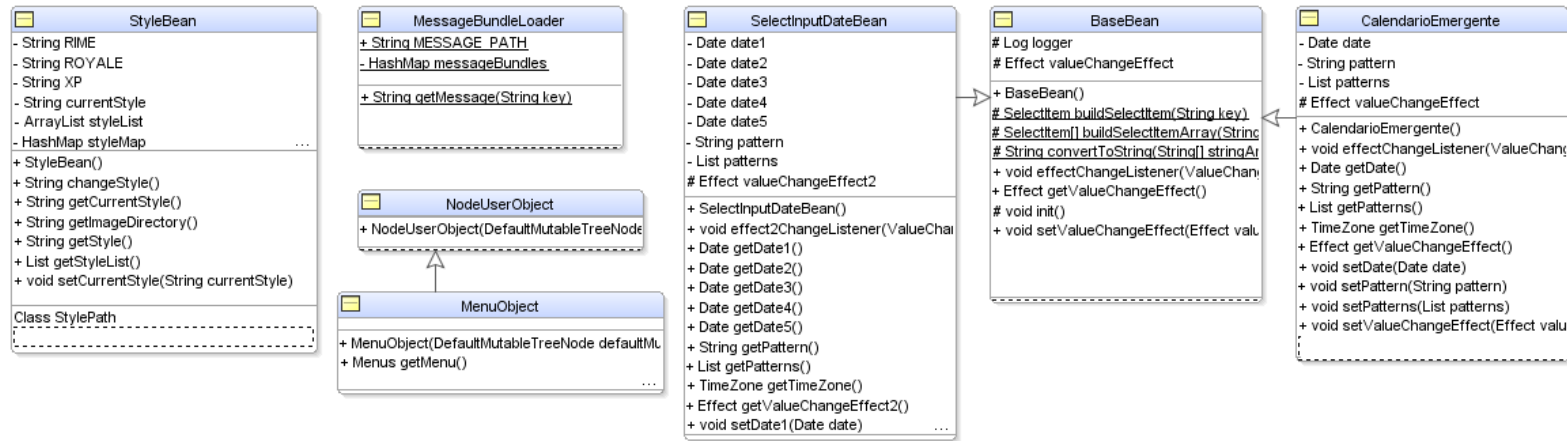 StyleBean
- String RIME
- String ROYALE
- String XP
- String currentStyle
- ArrayList styleList
- HashMap styleMap
...
+ StyleBean()
+ String changeStyle()
+ String getCurrentStyle()
+ String getImageDirectory()
+ String getStyle()
+ List getStyleList()
+ void setCurrentStyle(String currentStyle)
Class StylePath
MessageBundleLoader
+ String MESSAGE_PATH
- HashMap messageBundles
+ String getMessage(String key)
NodeUserObject
+ NodeUserObject(DefaultMutableTreeNode
MenuObject
+ MenuObject(DefaultMutableTreeNode defaultMu
+ Menus getMenu()
...
SelectInputDateBean
- Date date1
- Date date2
- Date date3
- Date date4
- Date date5
- String pattern
- List patterns
# Effect valueChangeEffect2
+ SelectInputDateBean()
+ void effect2ChangeListener(ValueChan
+ Date getDate1()
+ Date getDate2()
+ Date getDate3()
+ Date getDate4()
+ Date getDate5()
+ String getPattern()
+ List getPatterns()
+ TimeZone getTimeZone()
+ Effect getValueChangeEffect2()
+ void setDate1(Date date)
...
BaseBean
# Log logger
# Effect valueChangeEffect
+ BaseBean()
# SelectItem buildSelectItem(String key)
# SelectItem[] buildSelectItemArray(String
# String convertToString(String[] stringAr
+ void effectChangeListener(ValueChang
+ Effect getValueChangeEffect()
# void init()
+ void setValueChangeEffect(Effect valu
CalendarioEmergente
- Date date
- String pattern
- List patterns
# Effect valueChangeEffect
+ CalendarioEmergente()
+ void effectChangeListener(ValueChang
+ Date getDate()
+ String getPattern()
+ List getPatterns()
+ TimeZone getTimeZone()
+ Effect getValueChangeEffect()
+ void setDate(Date date)
+ void setPattern(String pattern)
+ void setPatterns(List patterns)
+ void setValueChangeEffect(Effect valu